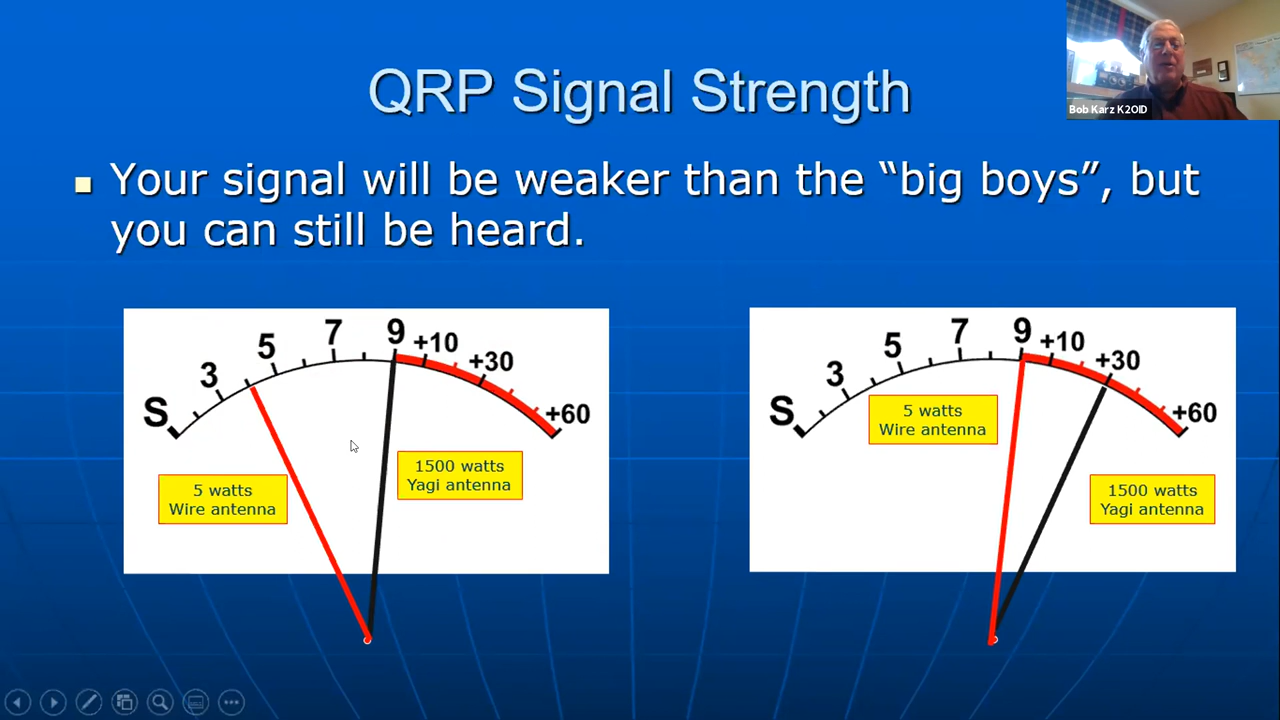 QRP Signal Strength
Bob Karz K2OID
Your signal will be weaker than the “big boys”, but
you can still be heard.
S 3 5 7 9 +10 +30 +60
5 watts
Wire antenna
1500 watts
Yagi antenna
S 3 5 7 9 +10 +30 +60
5 watts
Wire antenna
1500 watts
Yagi antenna